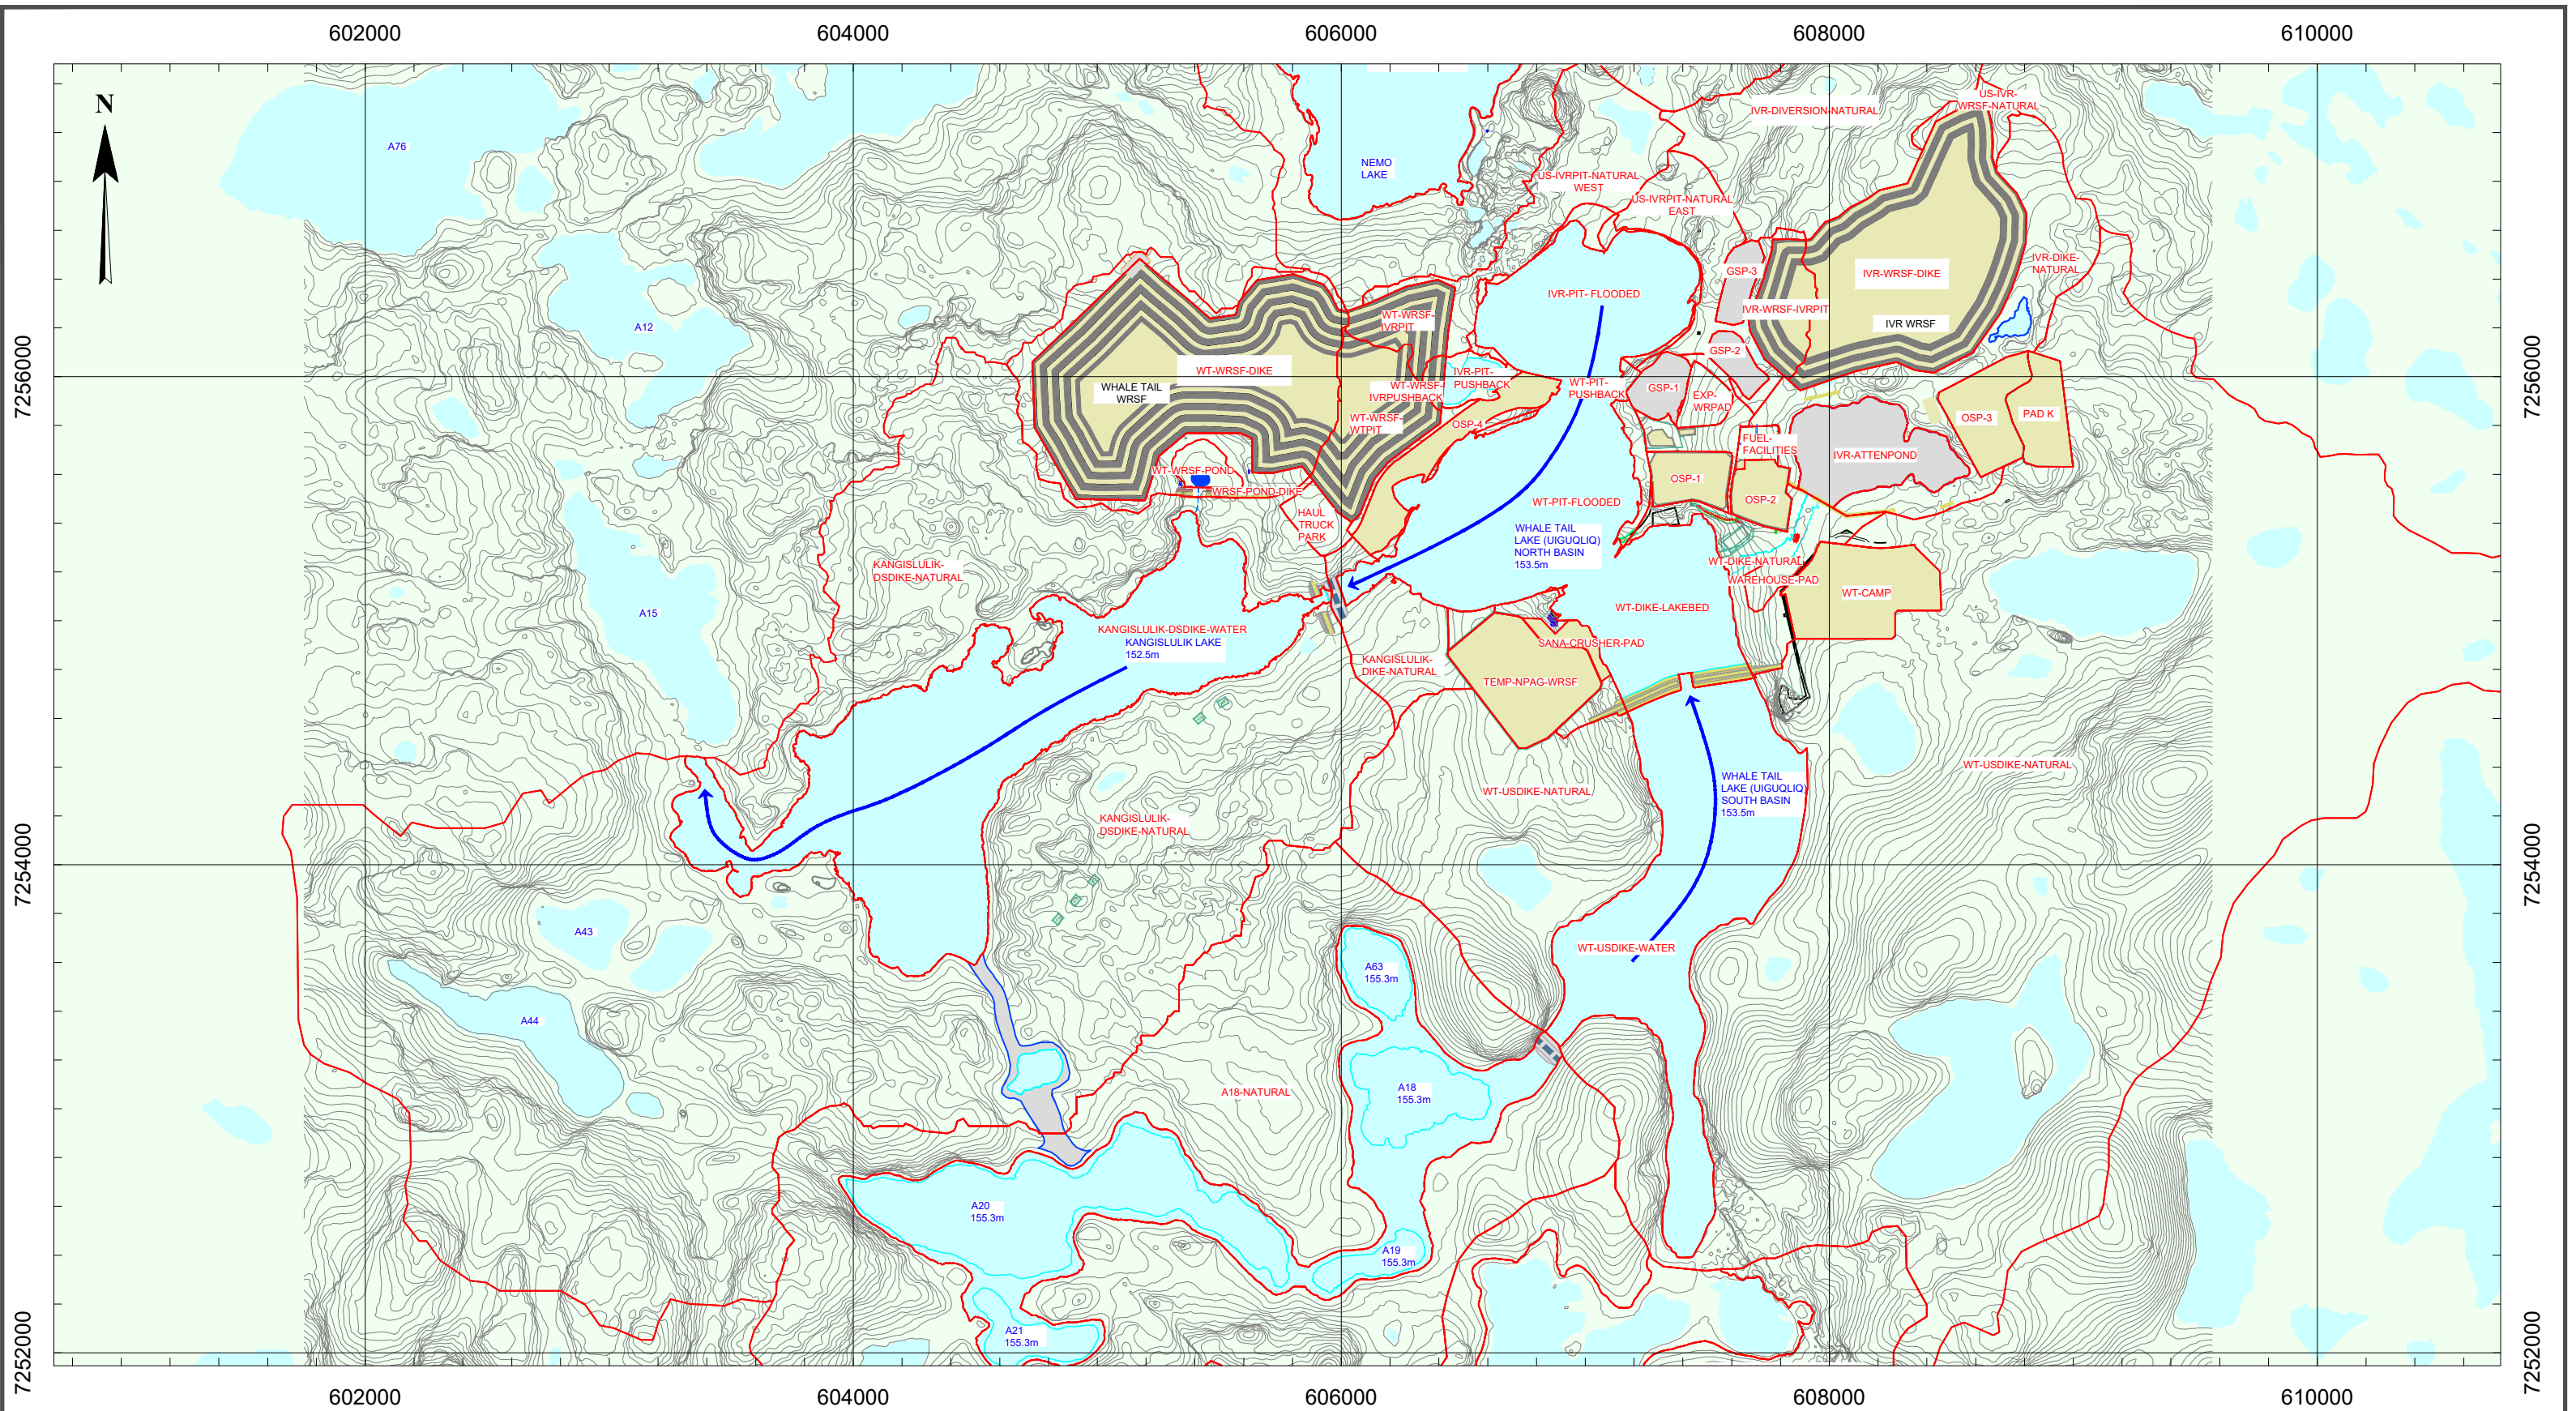 602000
604000
606000
608000
610000
N
A76
NEMO
LAKE
IVR-DIVERSION-NATURAL
US-IVR-
WRSF-NATURAL
US-IVRPIT-NATURAL
WEST
US-IVRPIT-NATURAL
EAST
IVR-PIT- FLOODED
GSP-3
IVR-WRSF-DIKE
IVR-DIKE-
NATURAL
IVR-WRSF-IVRPIT
IVR WRSF
A12
WT-WRSF-
IVRPIT
GSP-2
7256000
7256000
WT-WRSF-DIKE
WHALE TAIL
WRSF
IVR-PIT-
PUSHBACK
WT-WRSF-
IVRPUSHBACK
WT-PIT-
PUSHBACK
GSP-1
EXP-
WRPAD
WT-WRSF-
WTPIT
OSP-4
OSP-3
PAD K
FUEL-
FACILITIES
IVR-ATTENPOND
WT-WRSF-POND
WRSF-POND-DIKE
OSP-1
OSP-2
WT-PIT-FLOODED
HAUL
TRUCK
PARK
WHALE TAIL
LAKE (UIGUQLIQ)
NORTH BASIN
153.5m
KANGISLULIK-
DSDIKE-NATURAL
WT-DIKE-NATURAL
WAREHOUSE-PAD
WT-CAMP
A15
WT-DIKE-LAKEBED
KANGISLULIK-DSDIKE-WATER
KANGISLULIK LAKE
152.5m
SANA-CRUSHER-PAD
KANGISLULIK-
DIKE-NATURAL
TEMP-NPAG-WRSF
WT-USDIKE-NATURAL
WT-USDIKE-NATURAL
WHALE TAIL
LAKE (UIGUQLIQ)
SOUTH BASIN
153.5m
KANGISLULIK-
DSDIKE-NATURAL
7254000
7254000
A43
WT-USDIKE-WATER
A63
155.3m
A44
A18-NATURAL
A18
155.3m
A20
155.3m
A19
155.3m
A21
155.3m
7252000
7252000
602000
604000
606000
608000
610000